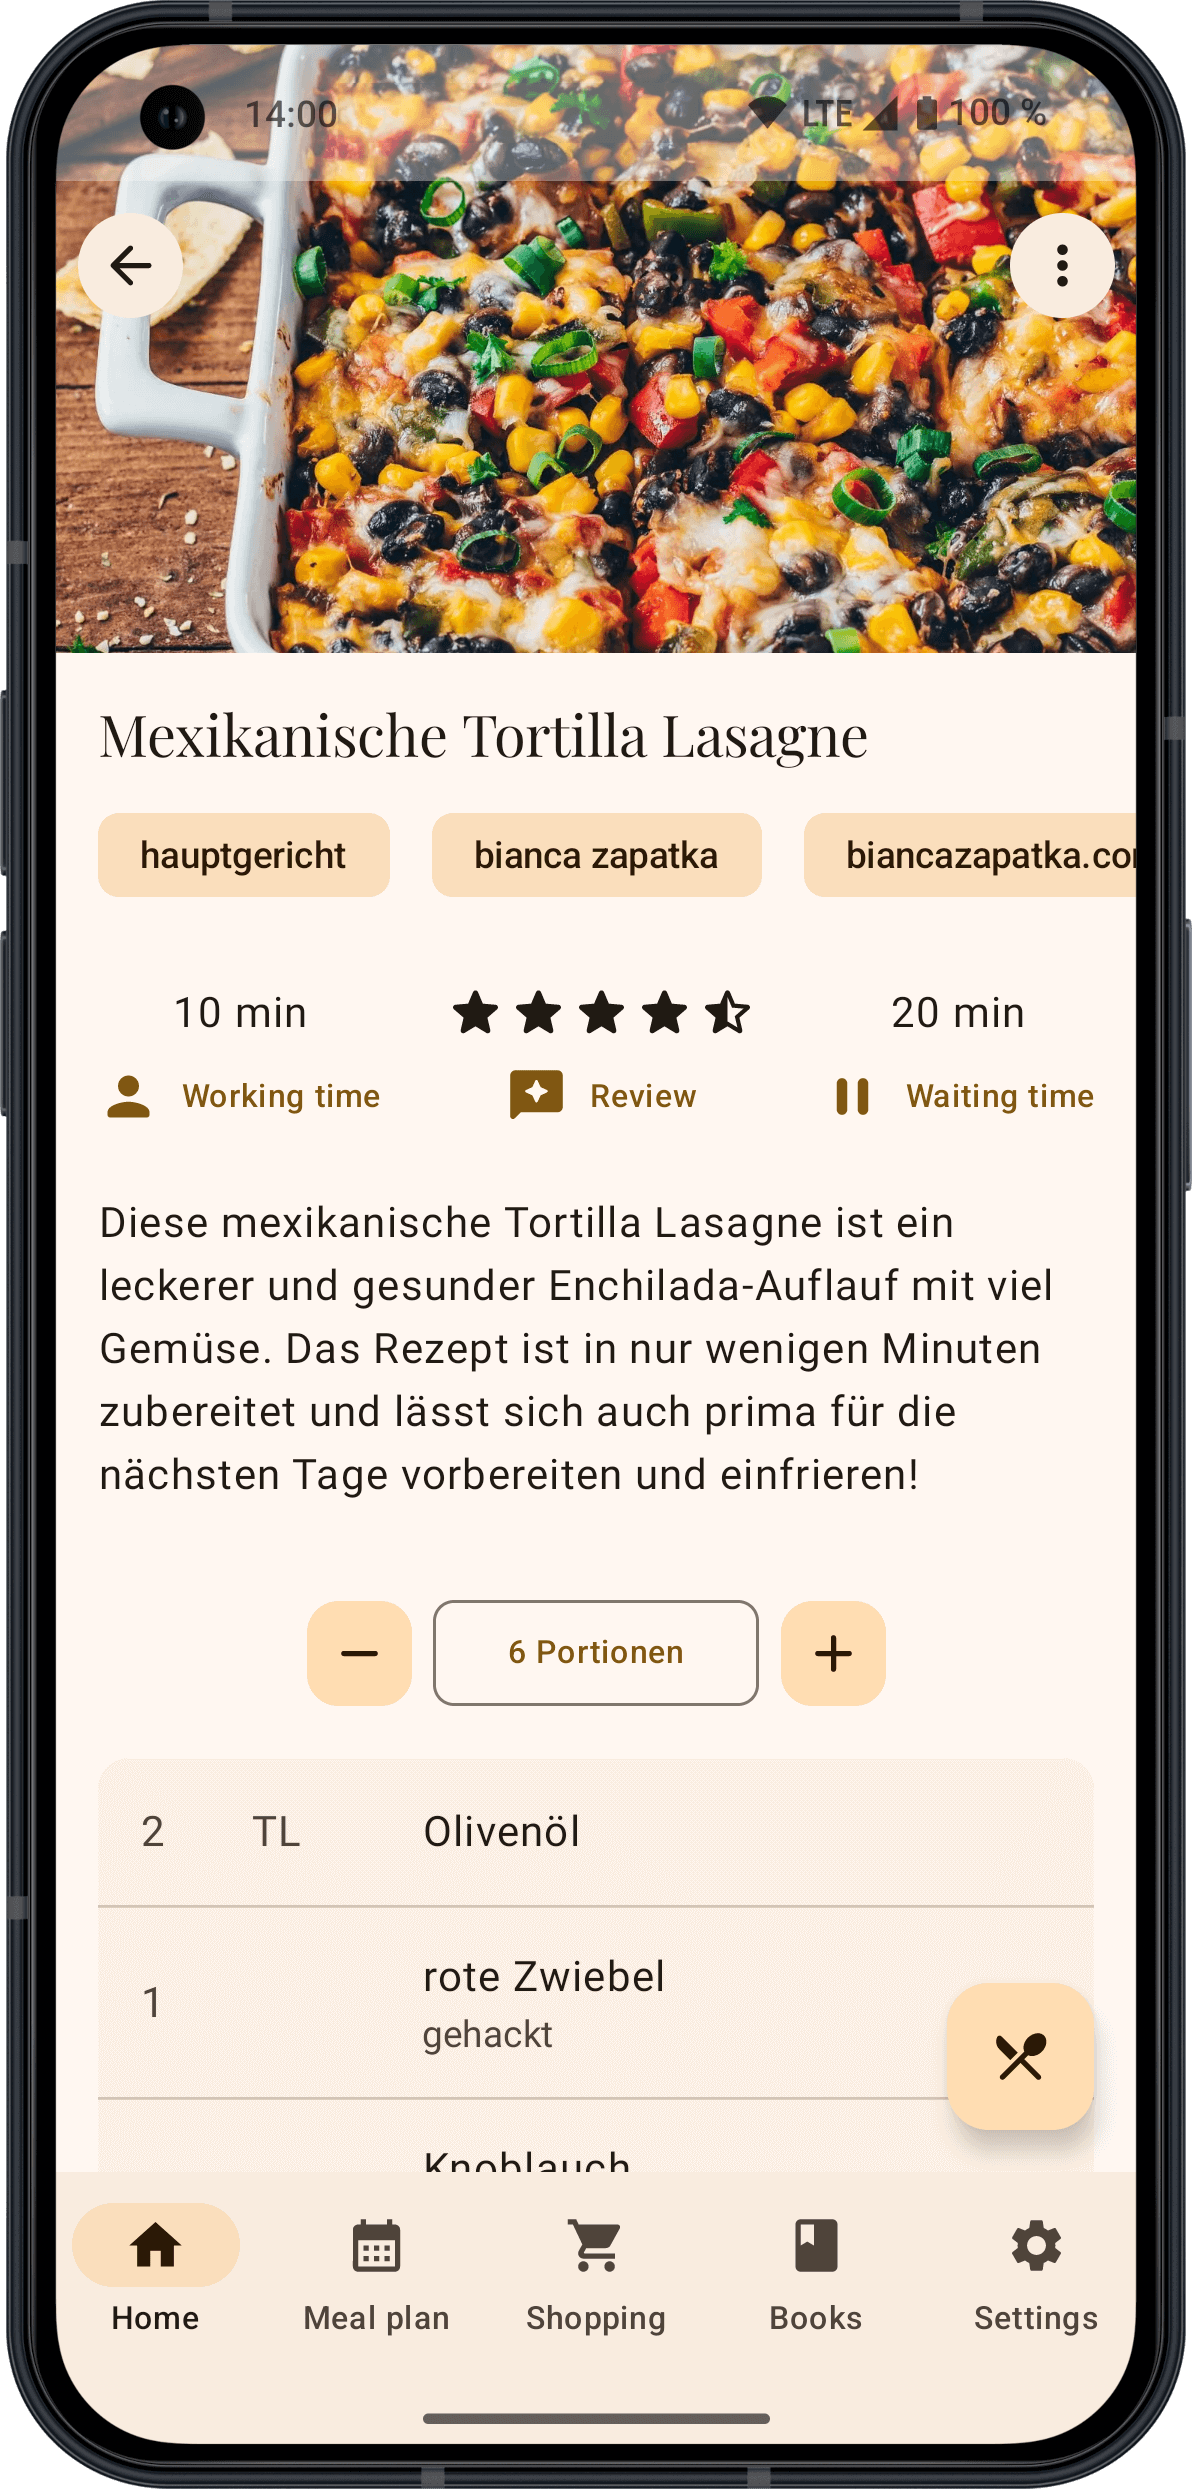 14:00 LTE 100 %
Mexikanische Tortilla Lasagne
hauptgericht bianca zapatka
10 min 20 min
Working time Review Waiting time
Diese mexikanische Tortilla Lasagne ist ein
leckerer und gesunder Enchilada-Auflauf mit viel
Gemüse. Das Rezept ist in nur wenigen Minuten
zubereitet und lässt sich auch prima für die
nächsten Tage vorbereiten und einfrieren!
6 Portionen
2 TL Olivenöl
1 rote Zwiebel
gehackt
Knoblauch
Home Meal plan Shopping Books Settings